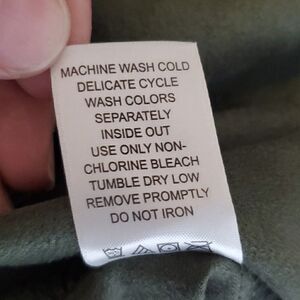 MACHINE WASH COLD
DELICATE CYCLE
WASH COLORS
SEPARATELY
INSIDE OUT
USE ONLY NON-
CHLORINE BLEACH
TUMBLE DRY LOW
REMOVE PROMPTLY
DO NOT IRON